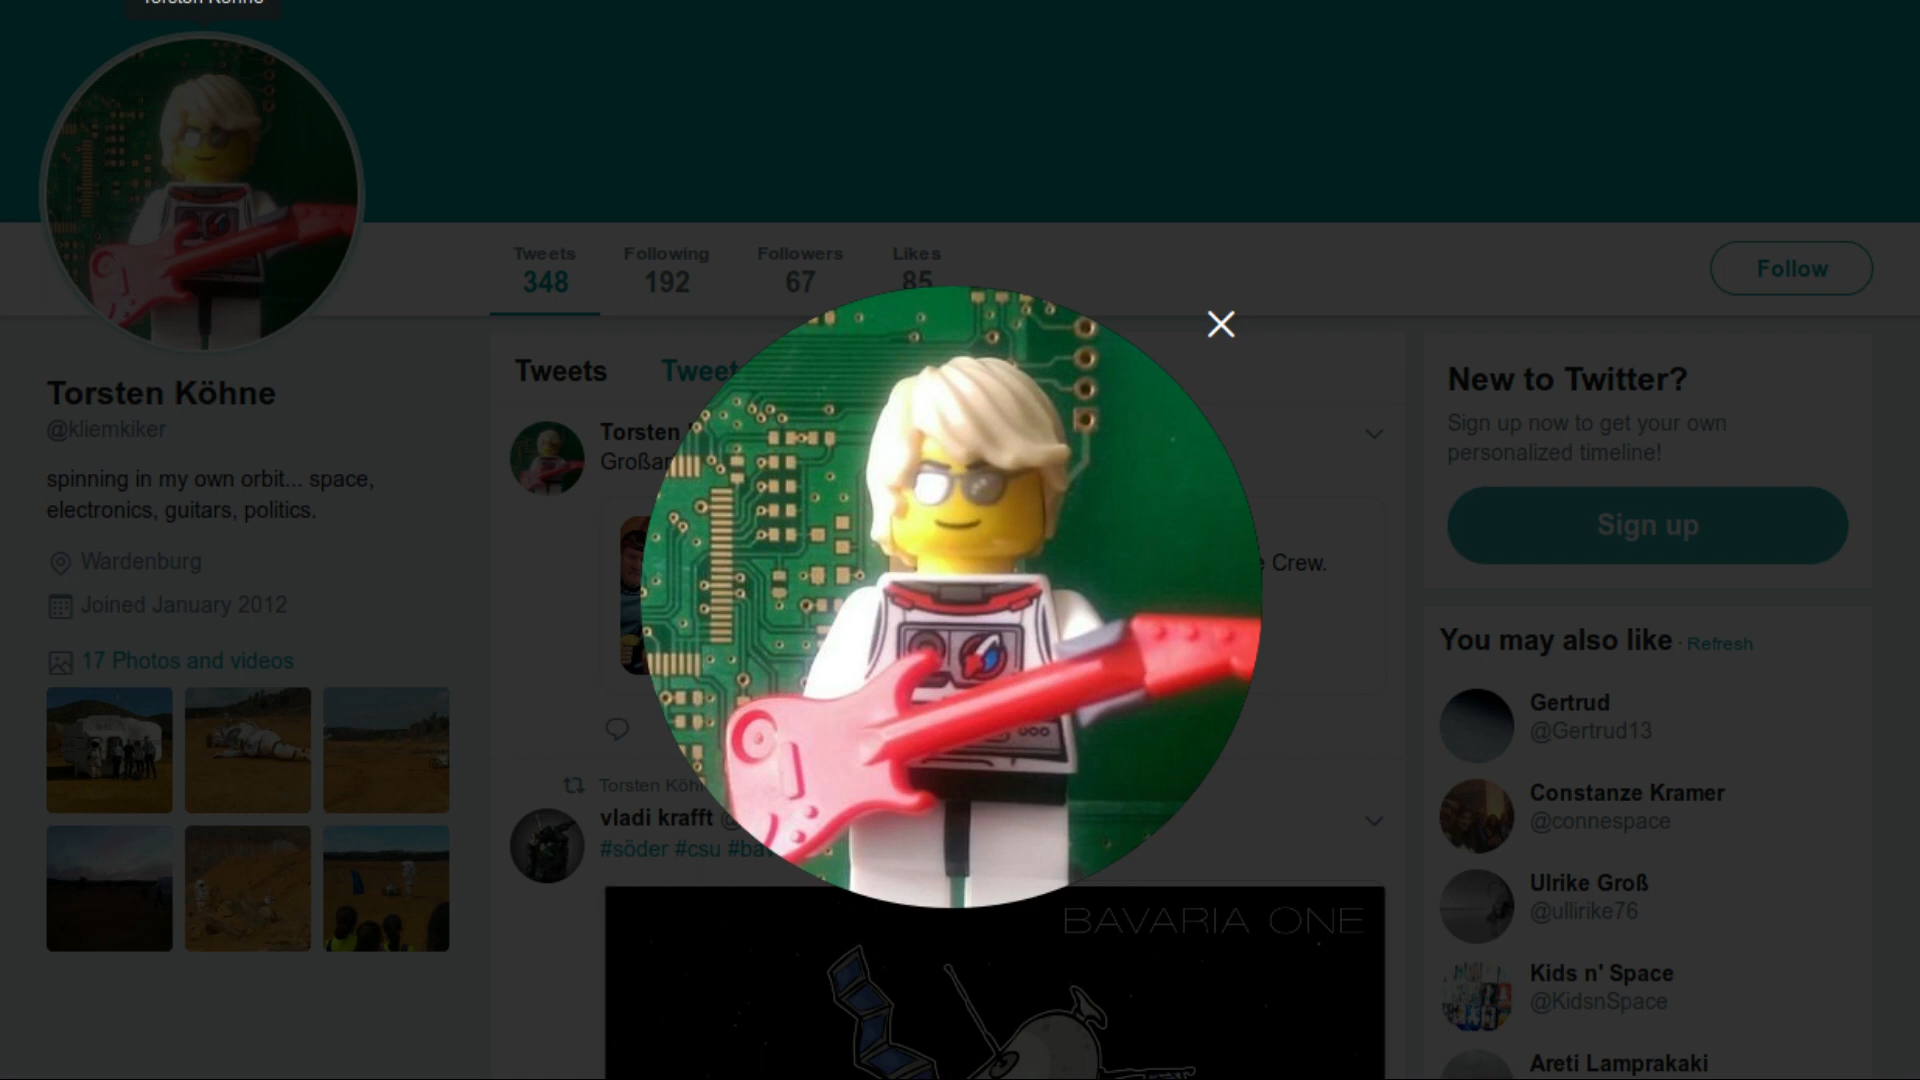 Torsten Köhne
Tweets
348
Following
192
Followers
67
Likes
85
Follow
Torsten Köhne
@kliemkiker
spinning in my own orbit... space,
electronics, guitars, politics.
Wardenburg
Joined January 2012
17 Photos and videos
Tweets
Tweet
Torsten
Großar
e Crew.
Torsten Köh
vladi krafft @
#söder #csu #ba
BAVARIA ONE
New to Twitter?
Sign up now to get your own
personalized timeline!
Sign up
You may also like · Refresh
Gertrud
@Gertrud13
Constanze Kramer
@connespace
Ulrike Groß
@ullirike76
Kids n' Space
@KidsnSpace
Areti Lamprakaki